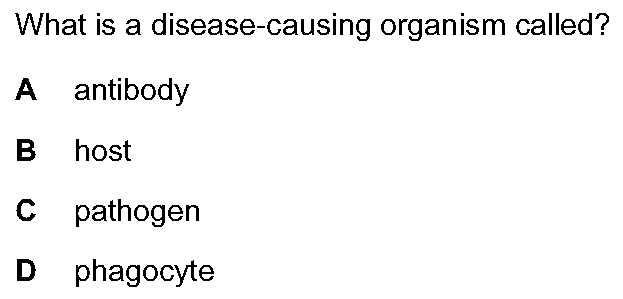 What is a disease-causing organism called?
A antibody
B host
C pathogen
D phagocyte